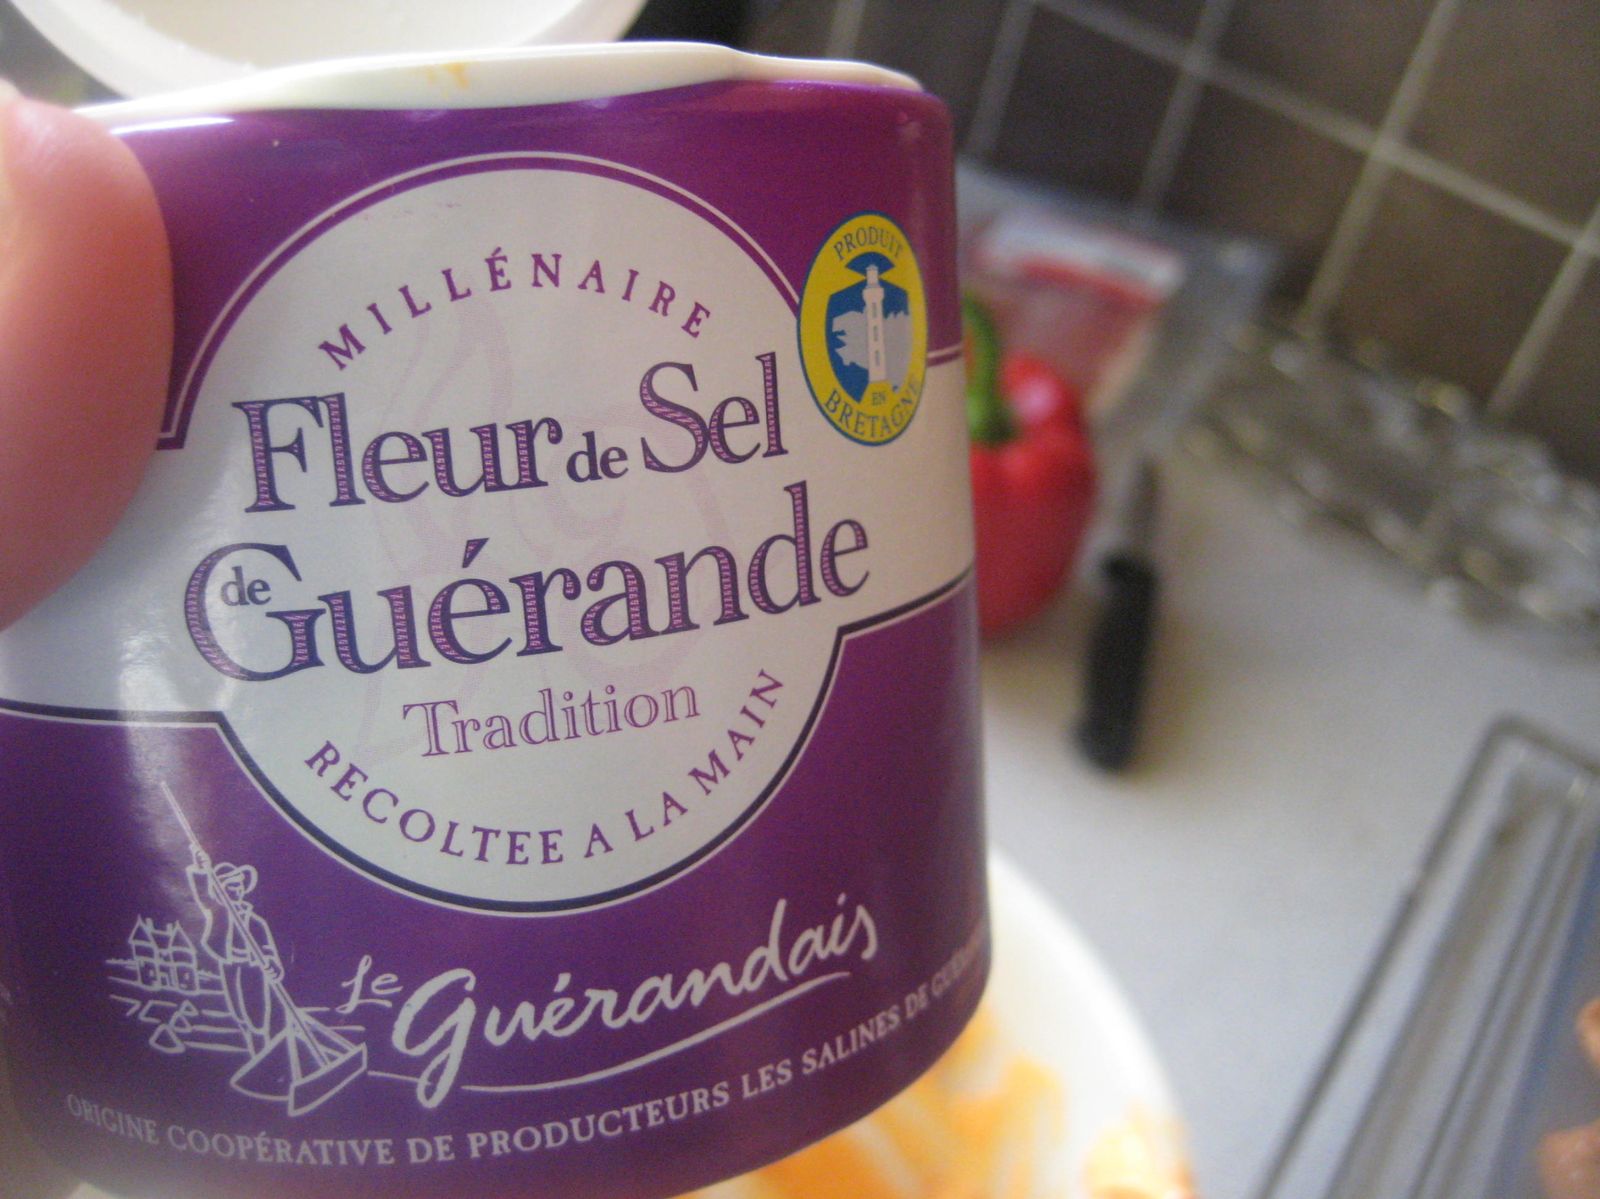 MILLÉNAIRE
Fleur de Sel
de Guérande
Tradition
RECOLTEE A LA MAIN
PRODUIT
EN
BRETAGNE
Le Guérandais
ORIGINE COOPÉRATIVE DE PRODUCTEURS LES SALINES DE